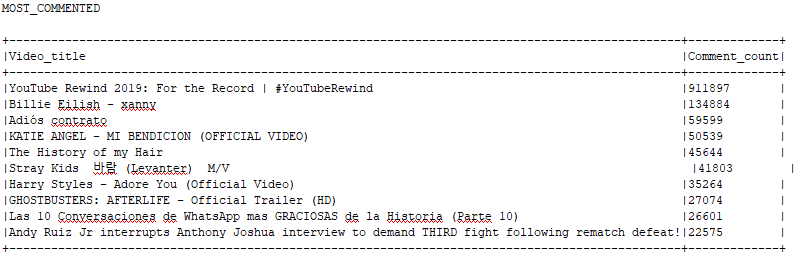 MOST_COMMENTED
+------------------------------------------------------------------------------------------+-------------+
|Video_title |Comment_count|
+------------------------------------------------------------------------------------------+-------------+
|YouTube Rewind 2019: For the Record | #YouTubeRewind |911897 |
|Billie Eilish - xanny |134884 |
|Adiós contrato |59599 |
|KATIE ANGEL - MI BENDICION (OFFICIAL VIDEO) |50539 |
|The History of my Hair |45644 |
|Stray Kids 바람 (Levanter) M/V |41803 |
|Harry Styles - Adore You (Official Video) |35264 |
|GHOSTBUSTERS: AFTERLIFE - Official Trailer (HD) |27074 |
|Las 10 Conversaciones de WhatsApp mas GRACIOSAS de la Historia (Parte 10) |26601 |
|Andy Ruiz Jr interrupts Anthony Joshua interview to demand THIRD fight following rematch defeat!|22575 |
+------------------------------------------------------------------------------------------+-------------+